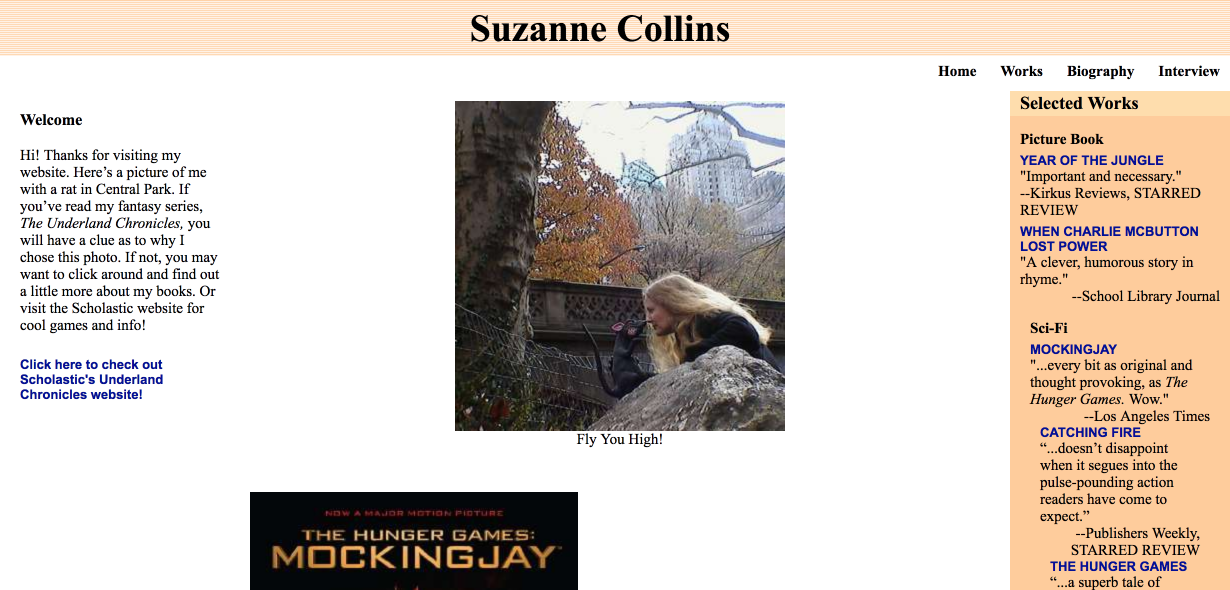 Suzanne Collins
Home Works Biography Interview
Welcome
Hi! Thanks for visiting my
website. Here’s a picture of me
with a rat in Central Park. If
you’ve read my fantasy series,
The Underland Chronicles, you
will have a clue as to why I
chose this photo. If not, you may
want to click around and find out
a little more about my books. Or
visit the Scholastic website for
cool games and info!
Click here to check out
Scholastic's Underland
Chronicles website!
Fly You High!
NOW A MAJOR MOTION PICTURE
THE HUNGER GAMES:
MOCKINGJAY
Selected Works
Picture Book
YEAR OF THE JUNGLE
"Important and necessary."
--Kirkus Reviews, STARRED
REVIEW
WHEN CHARLIE MCBUTTON
LOST POWER
"A clever, humorous story in
rhyme."
--School Library Journal
Sci-Fi
MOCKINGJAY
"...every bit as original and
thought provoking, as The
Hunger Games. Wow."
--Los Angeles Times
CATCHING FIRE
“...doesn’t disappoint
when it segues into the
pulse-pounding action
readers have come to
expect.”
--Publishers Weekly,
STARRED REVIEW
THE HUNGER GAMES
“...a superb tale of